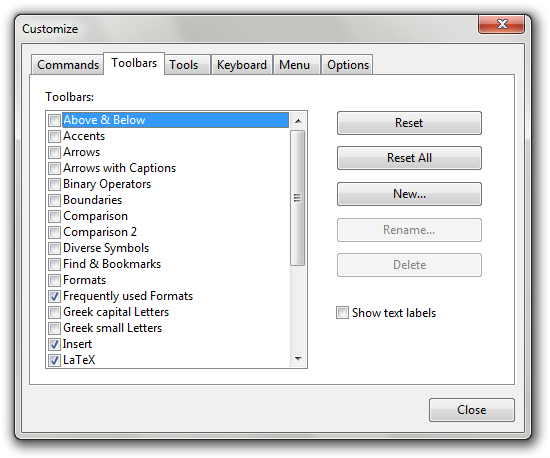 Customize
Commands Toolbars Tools Keyboard Menu Options
Toolbars:
Above & Below
Accents
Arrows
Arrows with Captions
Binary Operators
Boundaries
Comparison
Comparison 2
Diverse Symbols
Find & Bookmarks
Formats
Frequently used Formats
Greek capital Letters
Greek small Letters
Insert
LaTeX
Reset
Reset All
New...
Rename...
Delete
Show text labels
Close